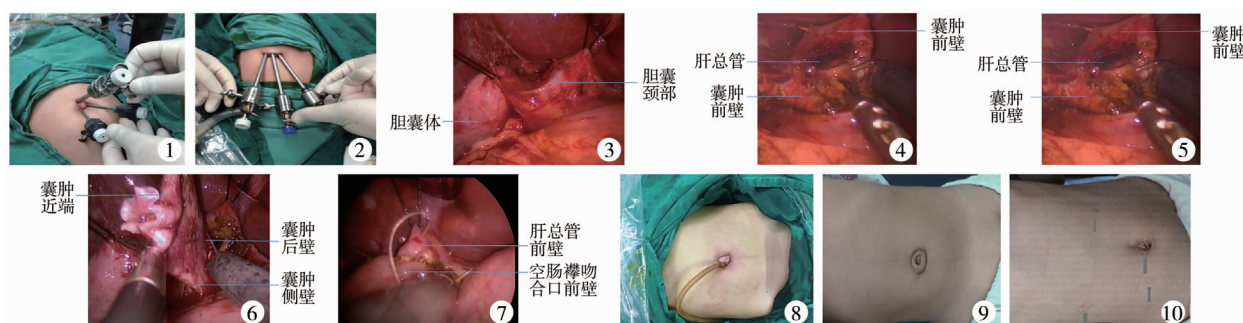 ①
②
胆囊体
胆囊
颈部
③
囊肿
前壁
肝总管
囊肿
前壁
④
囊肿
前壁
肝总管
囊肿
前壁
⑤
囊肿
近端
囊肿
后壁
囊肿
侧壁
⑥
肝总管
前壁
空肠襻吻
合口前壁
⑦
⑧
⑨
⑩